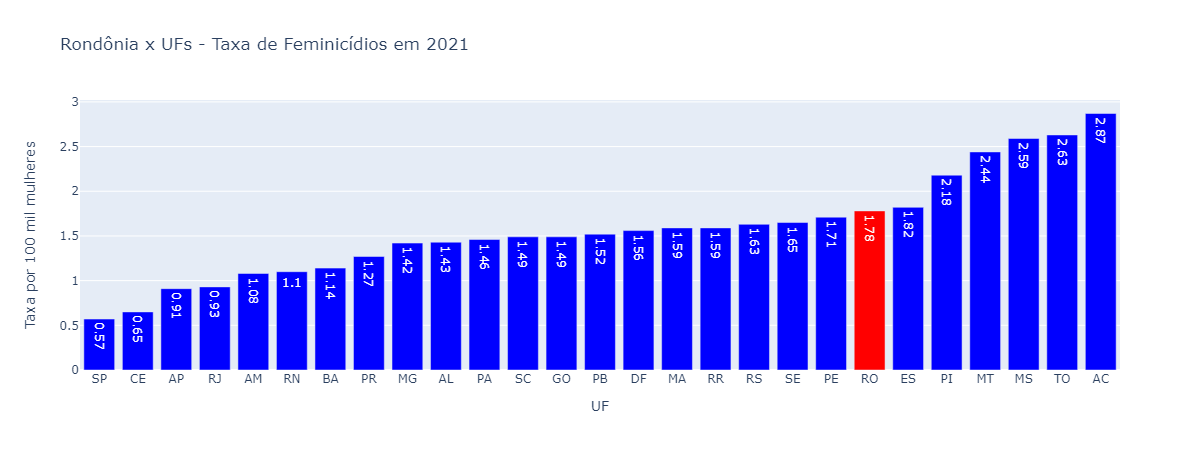 Rondônia x UFs - Taxa de Feminicídios em 2021
Taxa por 100 mil mulheres
3
2.5
2
1.5
1
0.5
0
0.57 0.65 0.91 0.93 1.08 1.1 1.14 1.27 1.42 1.43 1.46 1.49 1.49 1.52 1.56 1.59 1.59 1.63 1.65 1.71 1.78 1.82 2.18 2.44 2.59 2.63 2.87
SP CE AP RJ AM RN BA PR MG AL PA SC GO PB DF MA RR RS SE PE RO ES PI MT MS TO AC
UF